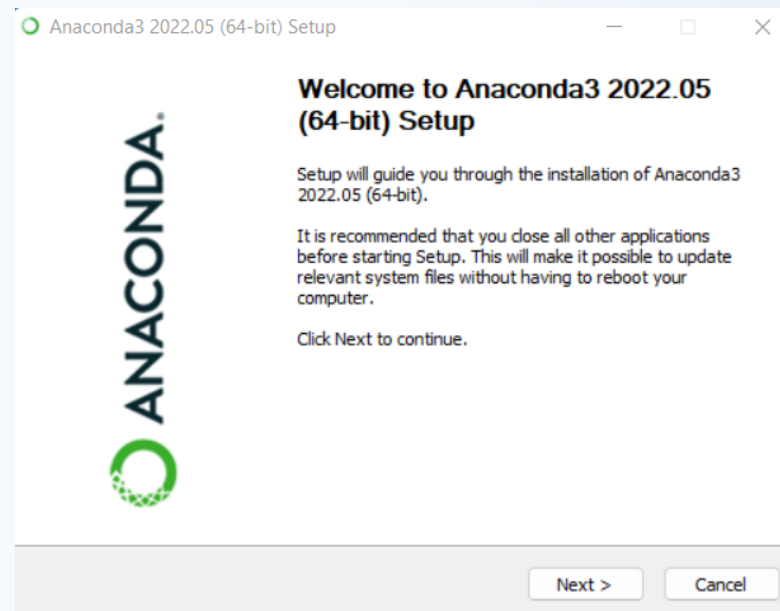 Anaconda3 2022.05 (64-bit) Setup
ANACONDA.
Welcome to Anaconda3 2022.05
(64-bit) Setup
Setup will guide you through the installation of Anaconda3
2022.05 (64-bit).
It is recommended that you close all other applications
before starting Setup. This will make it possible to update
relevant system files without having to reboot your
computer.
Click Next to continue.
Next >
Cancel